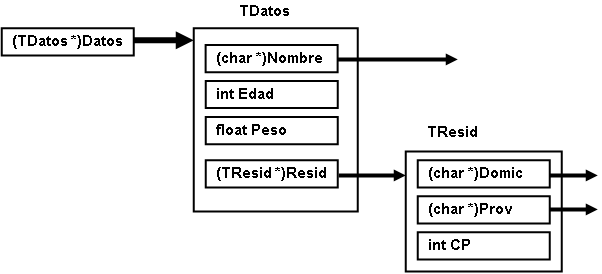 TDatos
(TDatos *)Datos
(char *)Nombre
int Edad
float Peso
(TResid *)Resid
TResid
(char *)Domic
(char *)Prov
int CP